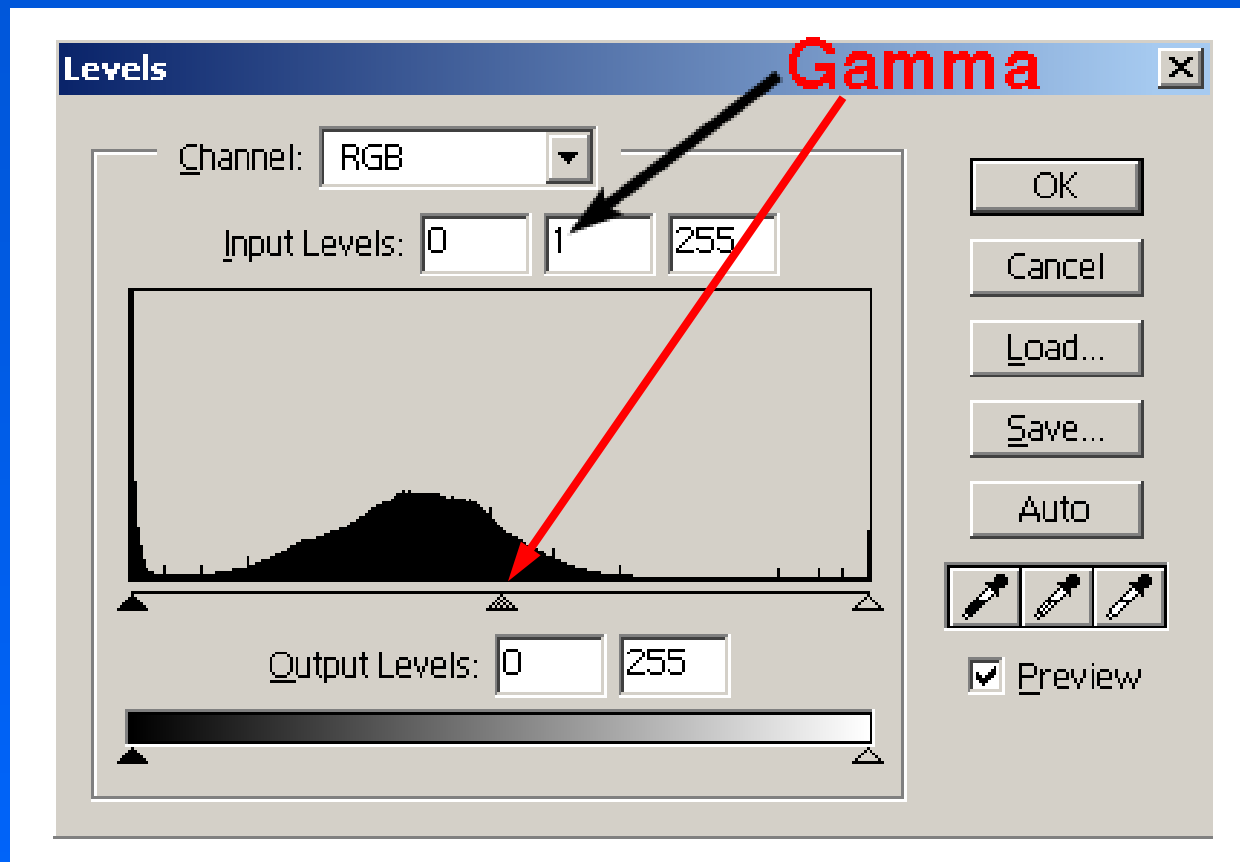 Levels
Gamma
Channel: RGB
Input Levels: 0 1 255
Output Levels: 0 255
OK
Cancel
Load...
Save...
Auto
Preview